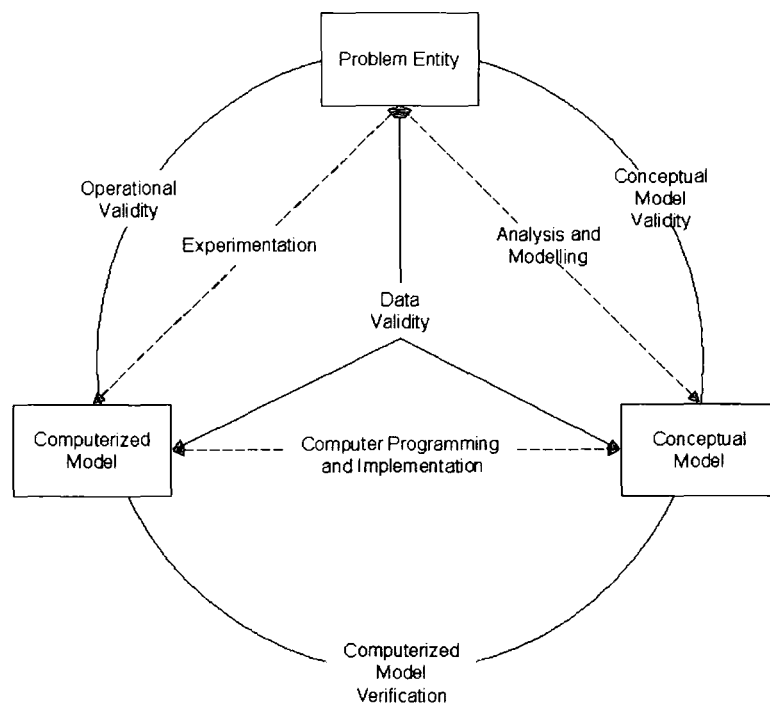 Problem Entity
Operational
Validity
Conceptual
Model
Validity
Experimentation
Analysis and
Modelling
Data
Validity
Computerized
Model
Computer Programming
and Implementation
Conceptual
Model
Computerized
Model
Verification